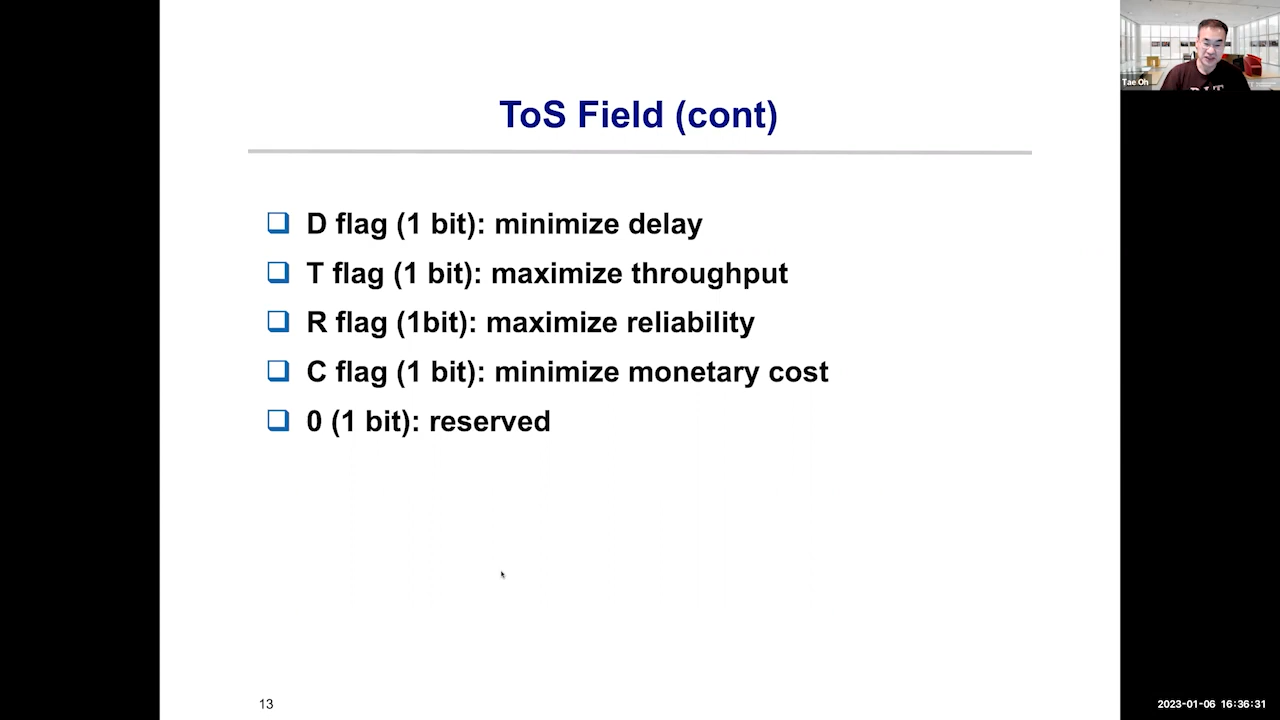 ToS Field (cont)
D flag (1 bit): minimize delay
T flag (1 bit): maximize throughput
R flag (1bit): maximize reliability
C flag (1 bit): minimize monetary cost
0 (1 bit): reserved
13
Tae Oh
2023-01-06 16:36:31